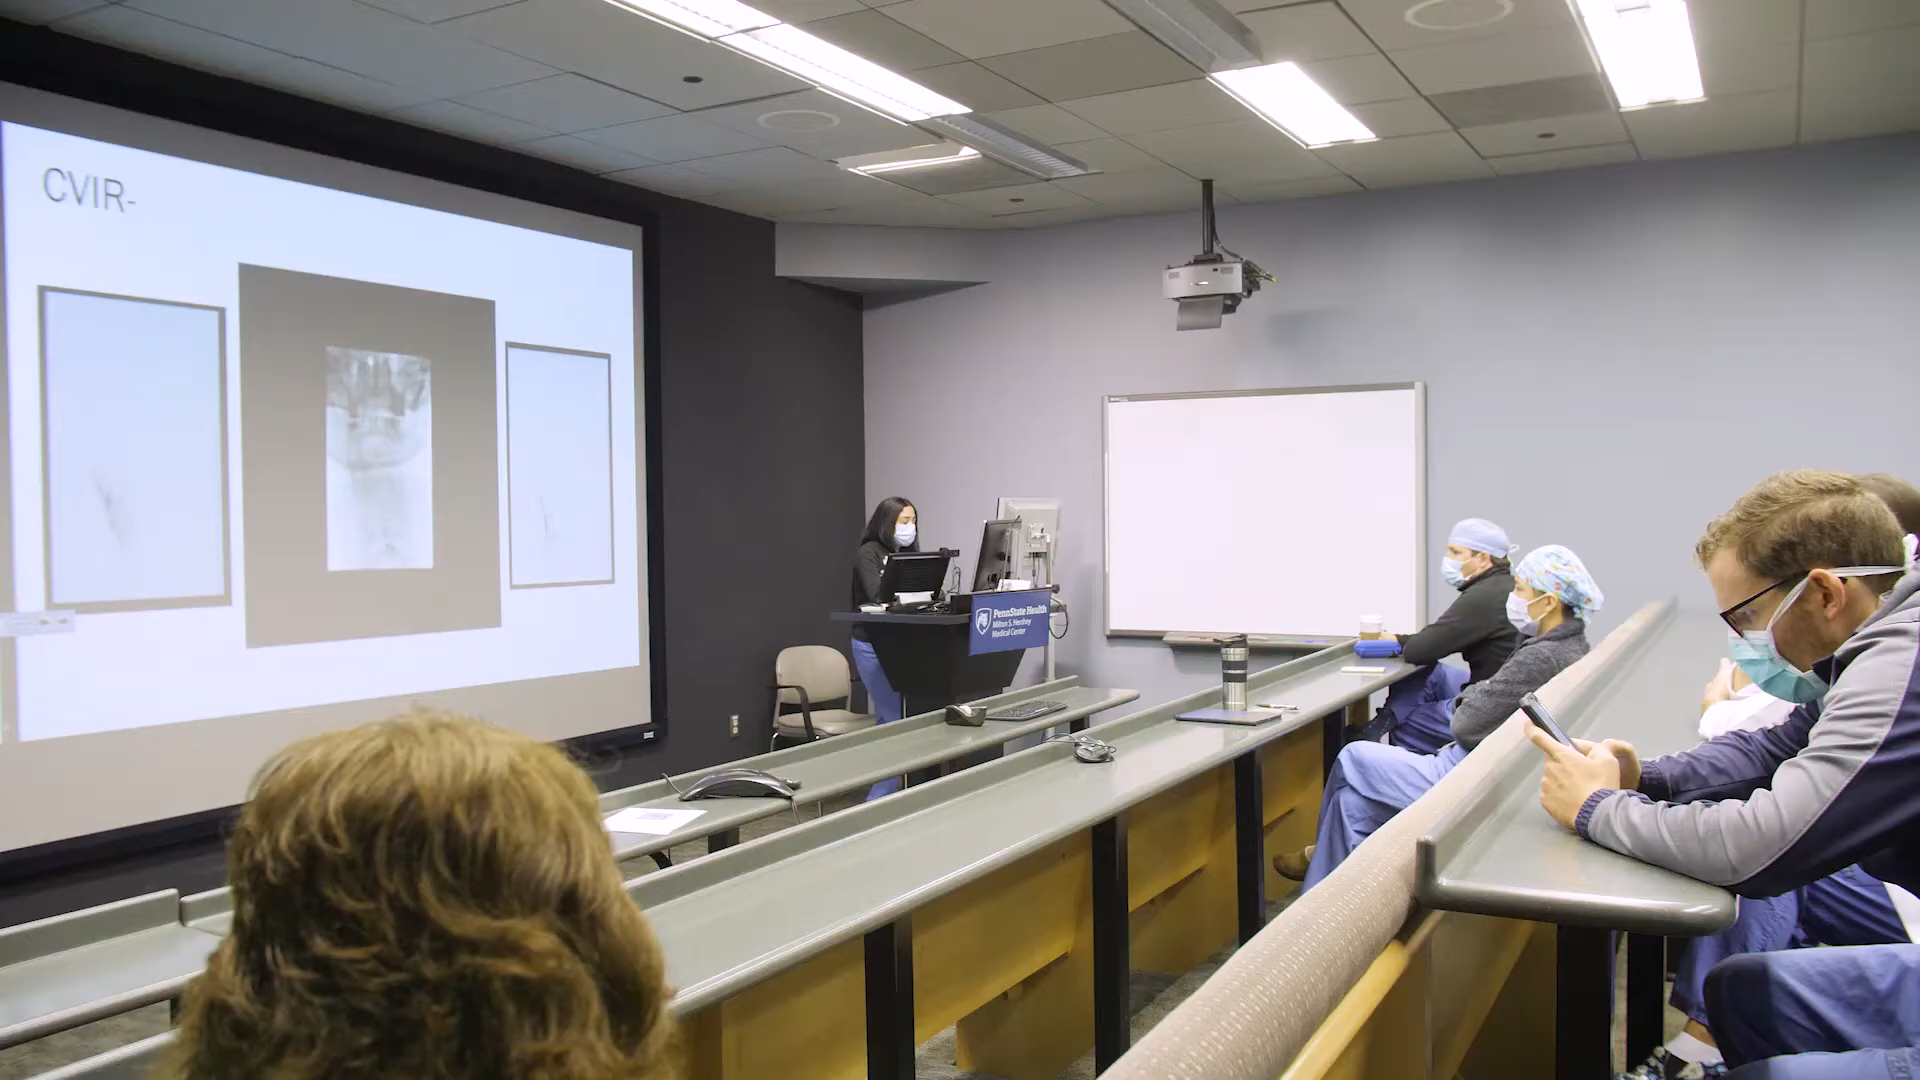 CVIR-
PennState Health
Milton S. Hershey
Medical Center